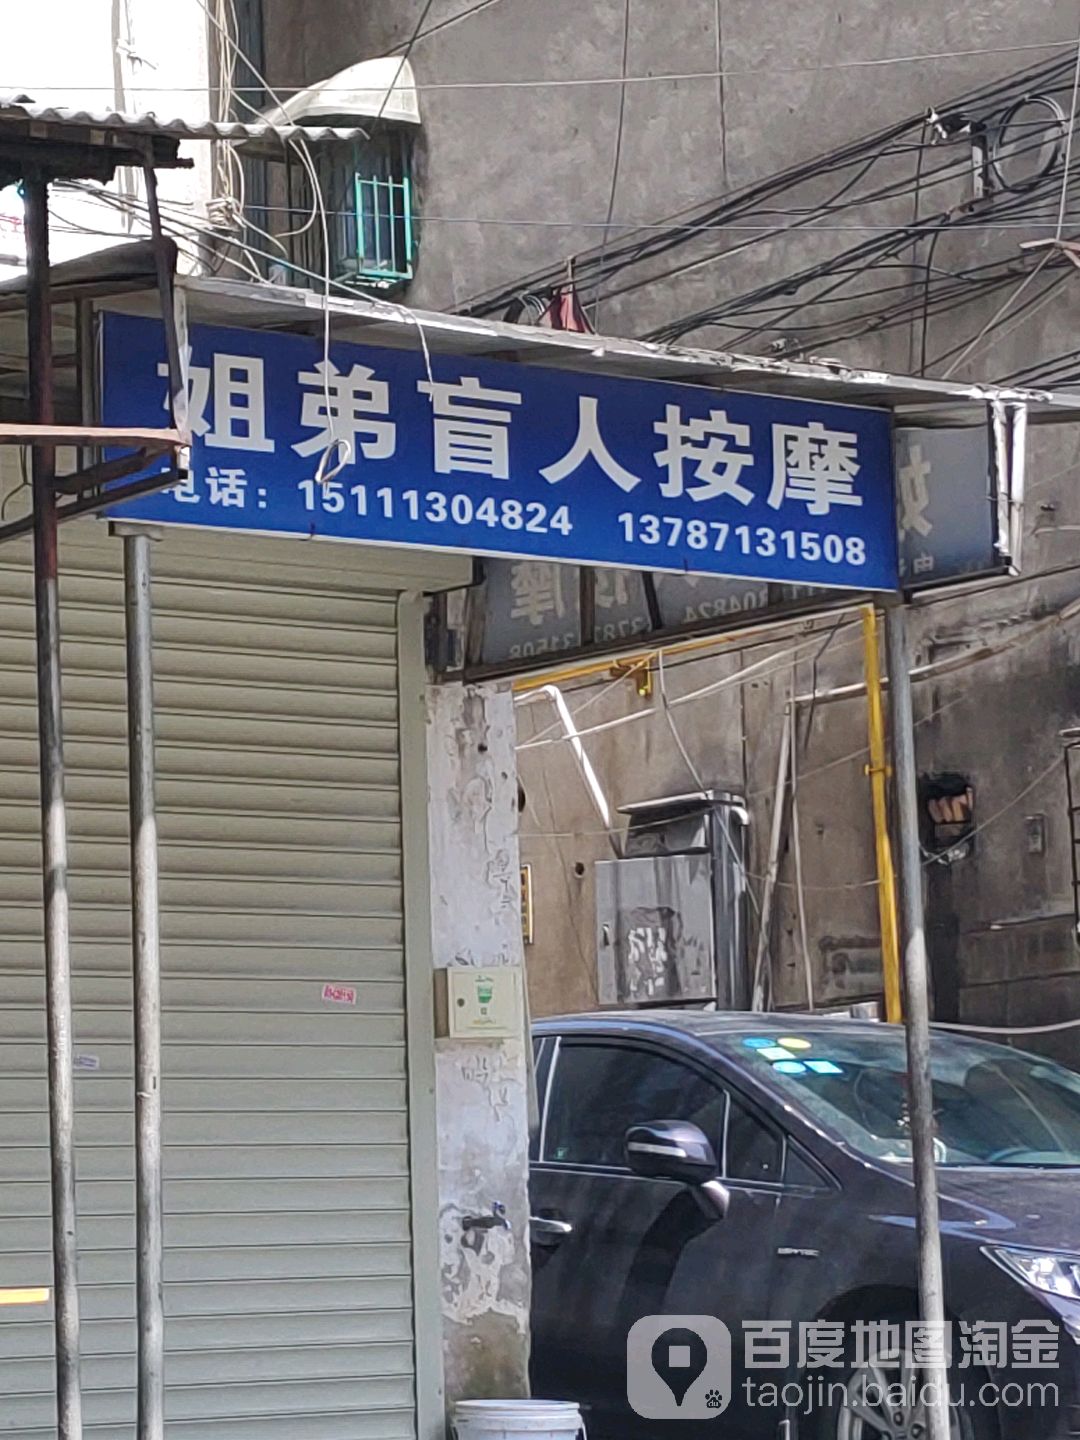 姐弟盲人按摩
电话：15111304824 13787131508
百度地图淘金
taojin.baidu.com